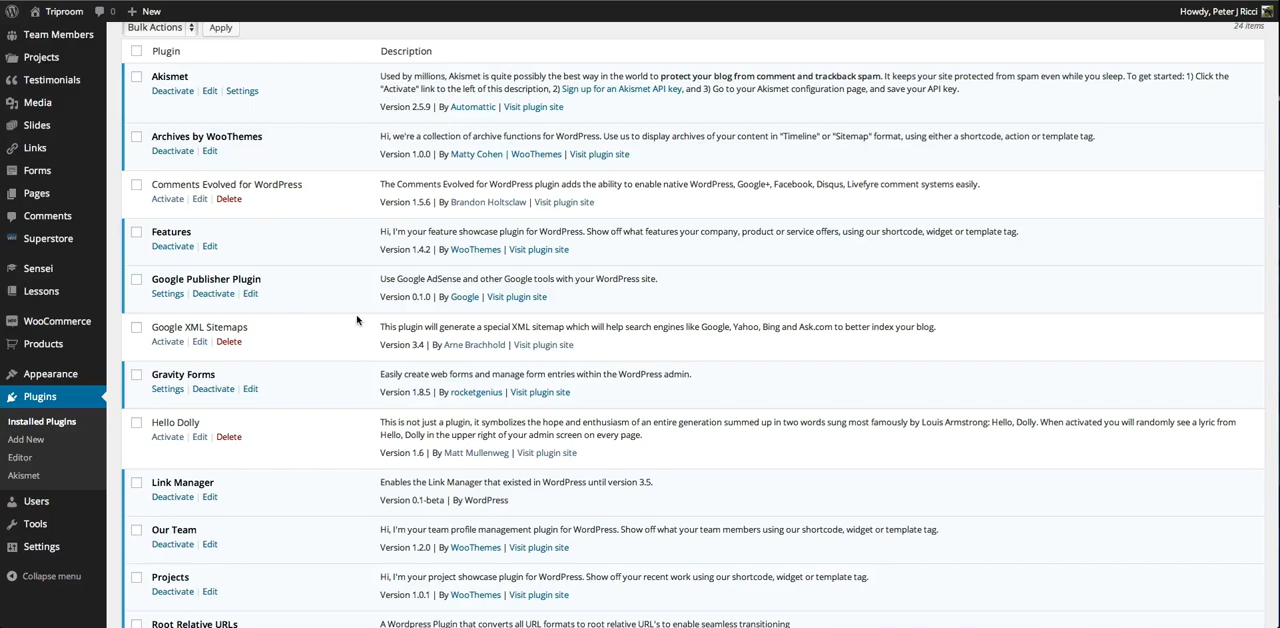 Triproom 0 New Howdy, Peter J Ricci
Team Members
Projects
Testimonials
Media
Slides
Links
Forms
Pages
Comments
Superstore
Sensei
Lessons
WooCommerce
Products
Appearance
Plugins
Installed Plugins
Add New
Editor
Akismet
Users
Tools
Settings
Collapse menu
Bulk Actions Apply 24 items
Plugin Description
Akismet
Deactivate | Edit | Settings
Used by millions, Akismet is quite possibly the best way in the world to protect your blog from comment and trackback spam. It keeps your site protected from spam even while you sleep. To get started: 1) Click the
"Activate" link to the left of this description, 2) Sign up for an Akismet API key, and 3) Go to your Akismet configuration page, and save your API key.
Version 2.5.9 | By Automattic | Visit plugin site
Archives by WooThemes
Deactivate | Edit
Hi, we're a collection of archive functions for WordPress. Use us to display archives of your content in "Timeline" or "Sitemap" format, using either a shortcode, action or template tag.
Version 1.0.0 | By Matty Cohen | WooThemes | Visit plugin site
Comments Evolved for WordPress
Activate | Edit | Delete
The Comments Evolved for WordPress plugin adds the ability to enable native WordPress, Google+, Facebook, Disqus, Livefyre comment systems easily.
Version 1.5.6 | By Brandon Holtsclaw | Visit plugin site
Features
Deactivate | Edit
Hi, I'm your feature showcase plugin for WordPress. Show off what features your company, product or service offers, using our shortcode, widget or template tag.
Version 1.4.2 | By WooThemes | Visit plugin site
Google Publisher Plugin
Settings | Deactivate | Edit
Use Google AdSense and other Google tools with your WordPress site.
Version 0.1.0 | By Google | Visit plugin site
Google XML Sitemaps
Activate | Edit | Delete
This plugin will generate a special XML sitemap which will help search engines like Google, Yahoo, Bing and Ask.com to better index your blog.
Version 3.4 | By Arne Brachhold | Visit plugin site
Gravity Forms
Settings | Deactivate | Edit
Easily create web forms and manage form entries within the WordPress admin.
Version 1.8.5 | By rocketgenius | Visit plugin site
Hello Dolly
Activate | Edit | Delete
This is not just a plugin, it symbolizes the hope and enthusiasm of an entire generation summed up in two words sung most famously by Louis Armstrong: Hello, Dolly. When activated you will randomly see a lyric from
Hello, Dolly in the upper right of your admin screen on every page.
Version 1.6 | By Matt Mullenweg | Visit plugin site
Link Manager
Deactivate | Edit
Enables the Link Manager that existed in WordPress until version 3.5.
Version 0.1-beta | By WordPress
Our Team
Deactivate | Edit
Hi, I'm your team profile management plugin for WordPress. Show off what your team members using our shortcode, widget or template tag.
Version 1.2.0 | By WooThemes | Visit plugin site
Projects
Deactivate | Edit
Hi, I'm your project showcase plugin for WordPress. Show off your recent work using our shortcode, widget or template tag.
Version 1.0.1 | By WooThemes | Visit plugin site
Root Relative URLs
A Wordpress Plugin that converts all URL formats to root relative URL's to enable seamless transitioning